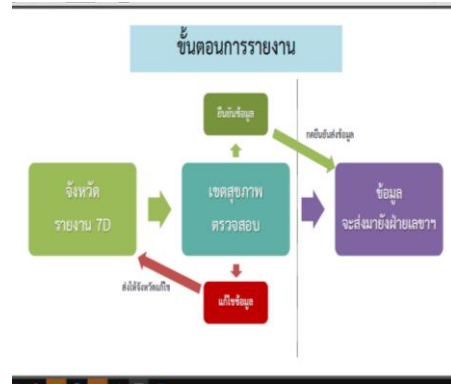 ขั้นตอนการรายงาน
ยืนยันข้อมูล
กดยืนยันส่งข้อมูล
จังหวัด
รายงาน 7D
เขตสุขภาพ
ตรวจสอบ
ข้อมูล
จะส่งมายังฝ่ายเลขาฯ
ส่งให้จังหวัดแก้ไข
แก้ไขข้อมูล